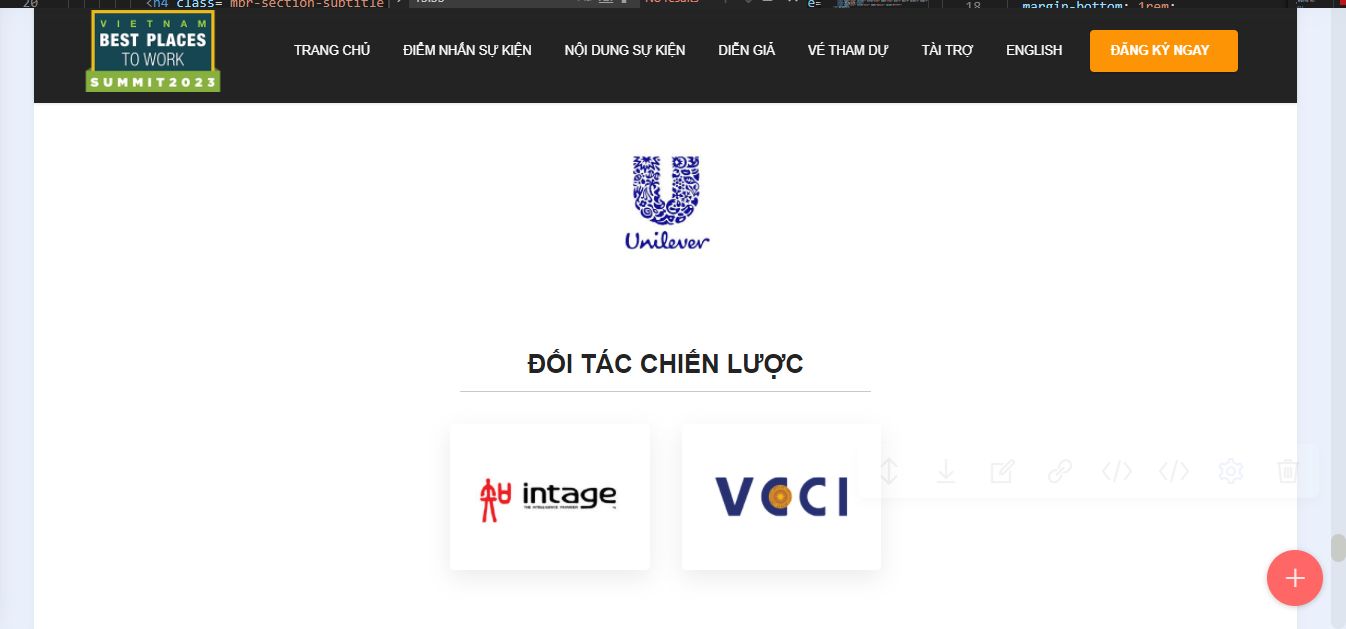 20 <h4 class="mbr-section-subtitle
No results
e=
18 margin-bottom: 1rem;
VIETNAM
BEST PLACES
TO WORK
SUMMIT2023
TRANG CHỦ ĐIỂM NHẤN SỰ KIỆN NỘI DUNG SỰ KIỆN DIỄN GIẢ VÉ THAM DỰ TÀI TRỢ ENGLISH ĐĂNG KÝ NGAY
Unilever
ĐỐI TÁC CHIẾN LƯỢC
intage
THE INTELLIGENCE PROVIDER
VCCI